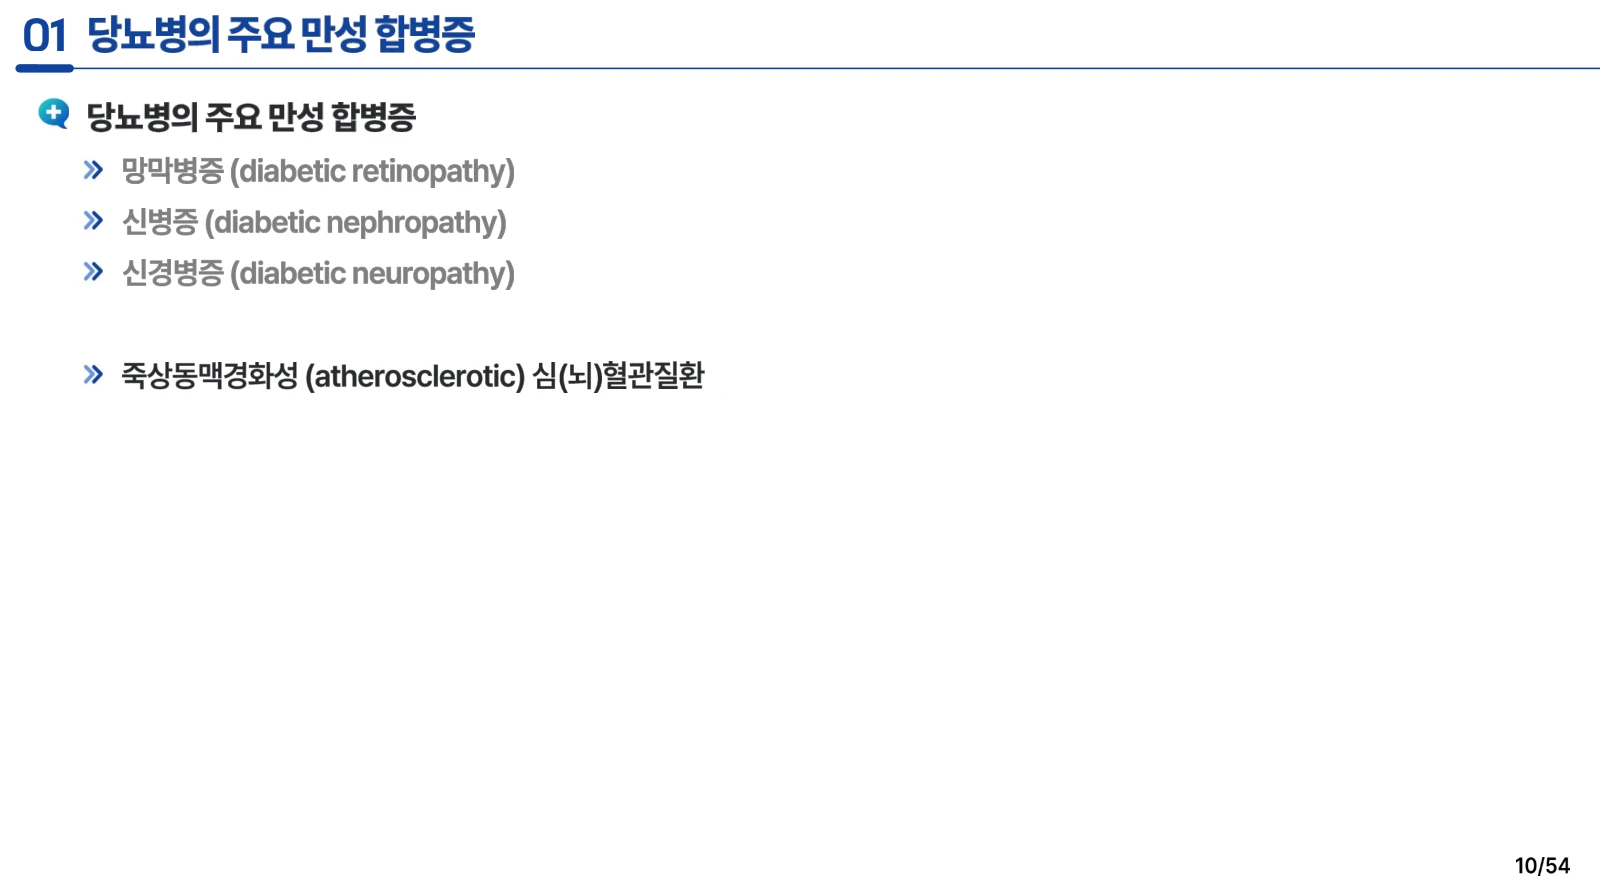 01 당뇨병의 주요 만성 합병증
당뇨병의 주요 만성 합병증
망막병증 (diabetic retinopathy)
신병증 (diabetic nephropathy)
신경병증 (diabetic neuropathy)
죽상동맥경화성 (atherosclerotic) 심(뇌)혈관질환
10/54